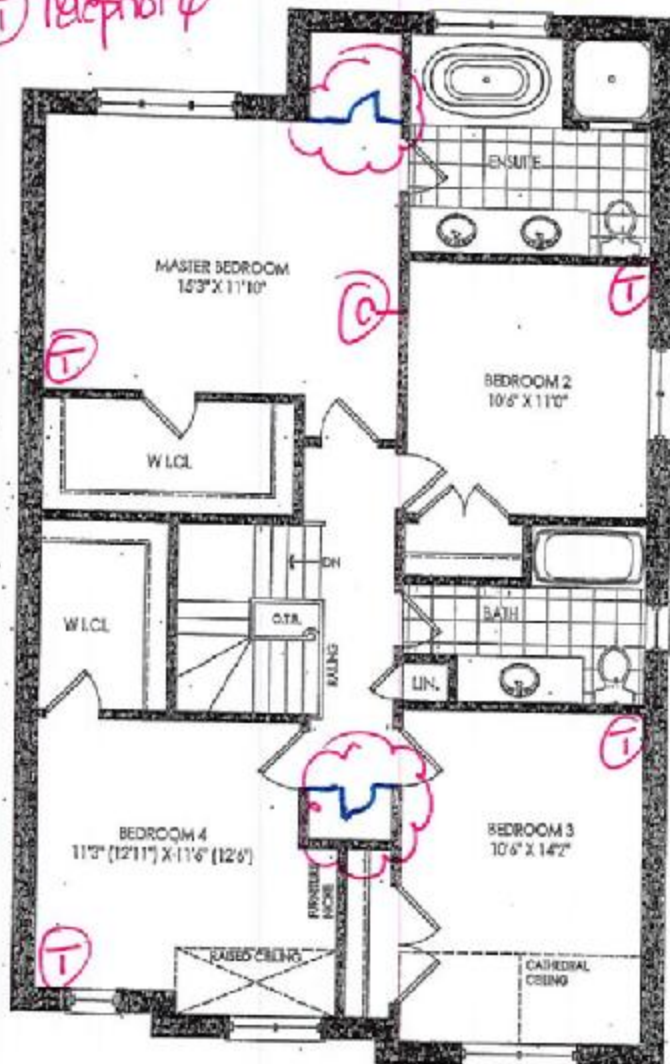 T
ENSUITE
MASTER BEDROOM
15'3" X 11'10"
C
T
T
BEDROOM 2
10'6" X 11'0"
W.I.CL.
DN
O.T.B.
RAILING
BATH
W.I.CL.
LIN.
T
BEDROOM 4
11'3" (12'11") X 11'6" (12'6")
BEDROOM 3
10'6" X 14'2"
FURNITURE
NICHE
T
RAISED CEILING
CATHEDRAL
CEILING